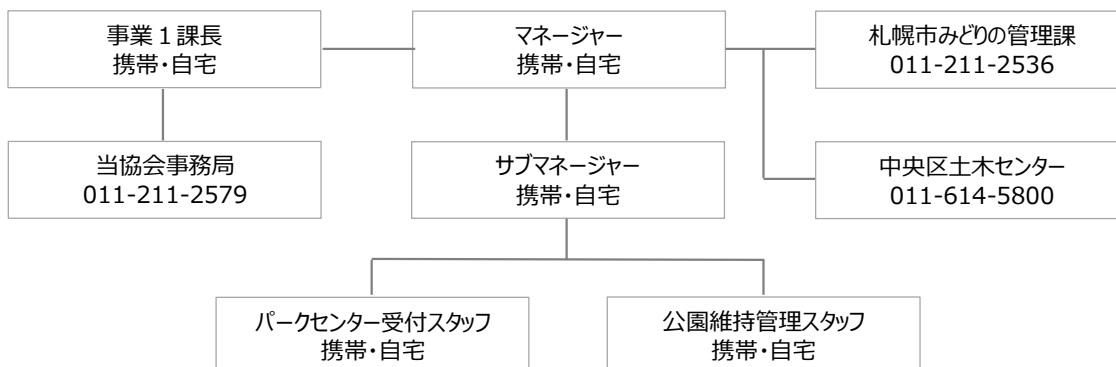 事業１課長
携帯・自宅
マネージャー
携帯・自宅
札幌市みどりの管理課
011-211-2536
当協会事務局
011-211-2579
サブマネージャー
携帯・自宅
中央区土木センター
011-614-5800
パークセンター受付スタッフ
携帯・自宅
公園維持管理スタッフ
携帯・自宅